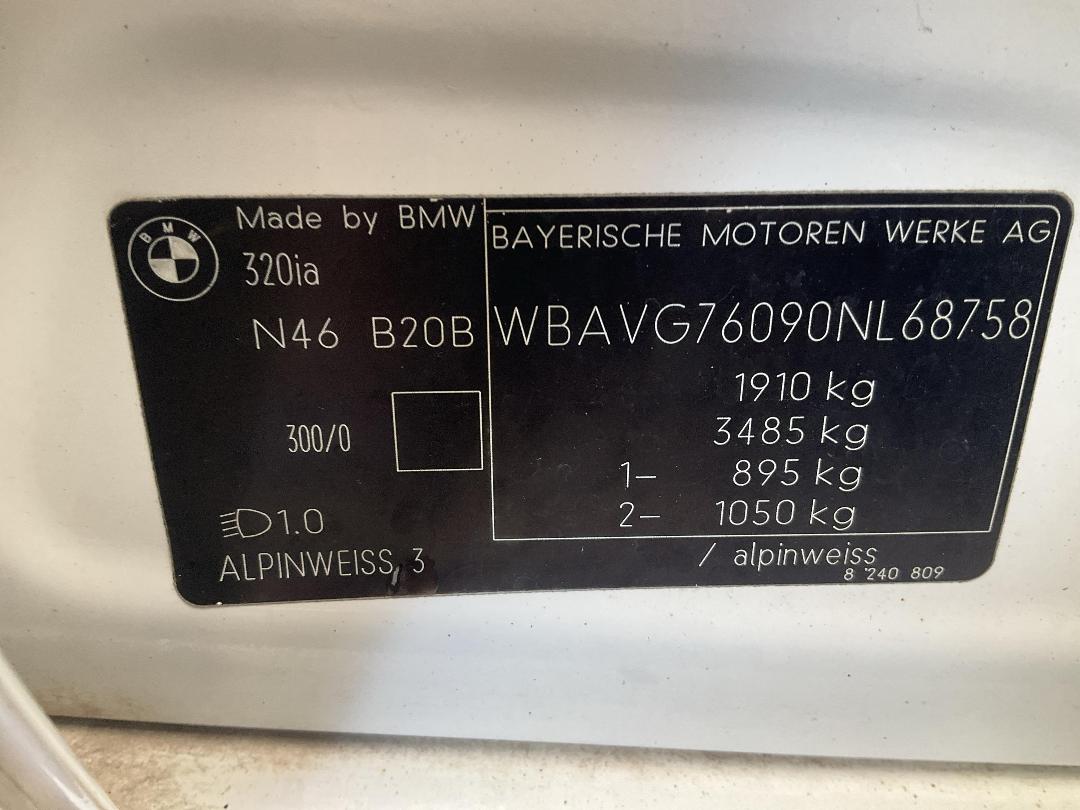 BMW
Made by BMW
320ia
N46 B20B
300/0
1.0
ALPINWEISS 3
BAYERISCHE MOTOREN WERKE AG
WBAVG76090NL68758
1910 kg
3485 kg
1- 895 kg
2- 1050 kg
/ alpinweiss
8 240 809